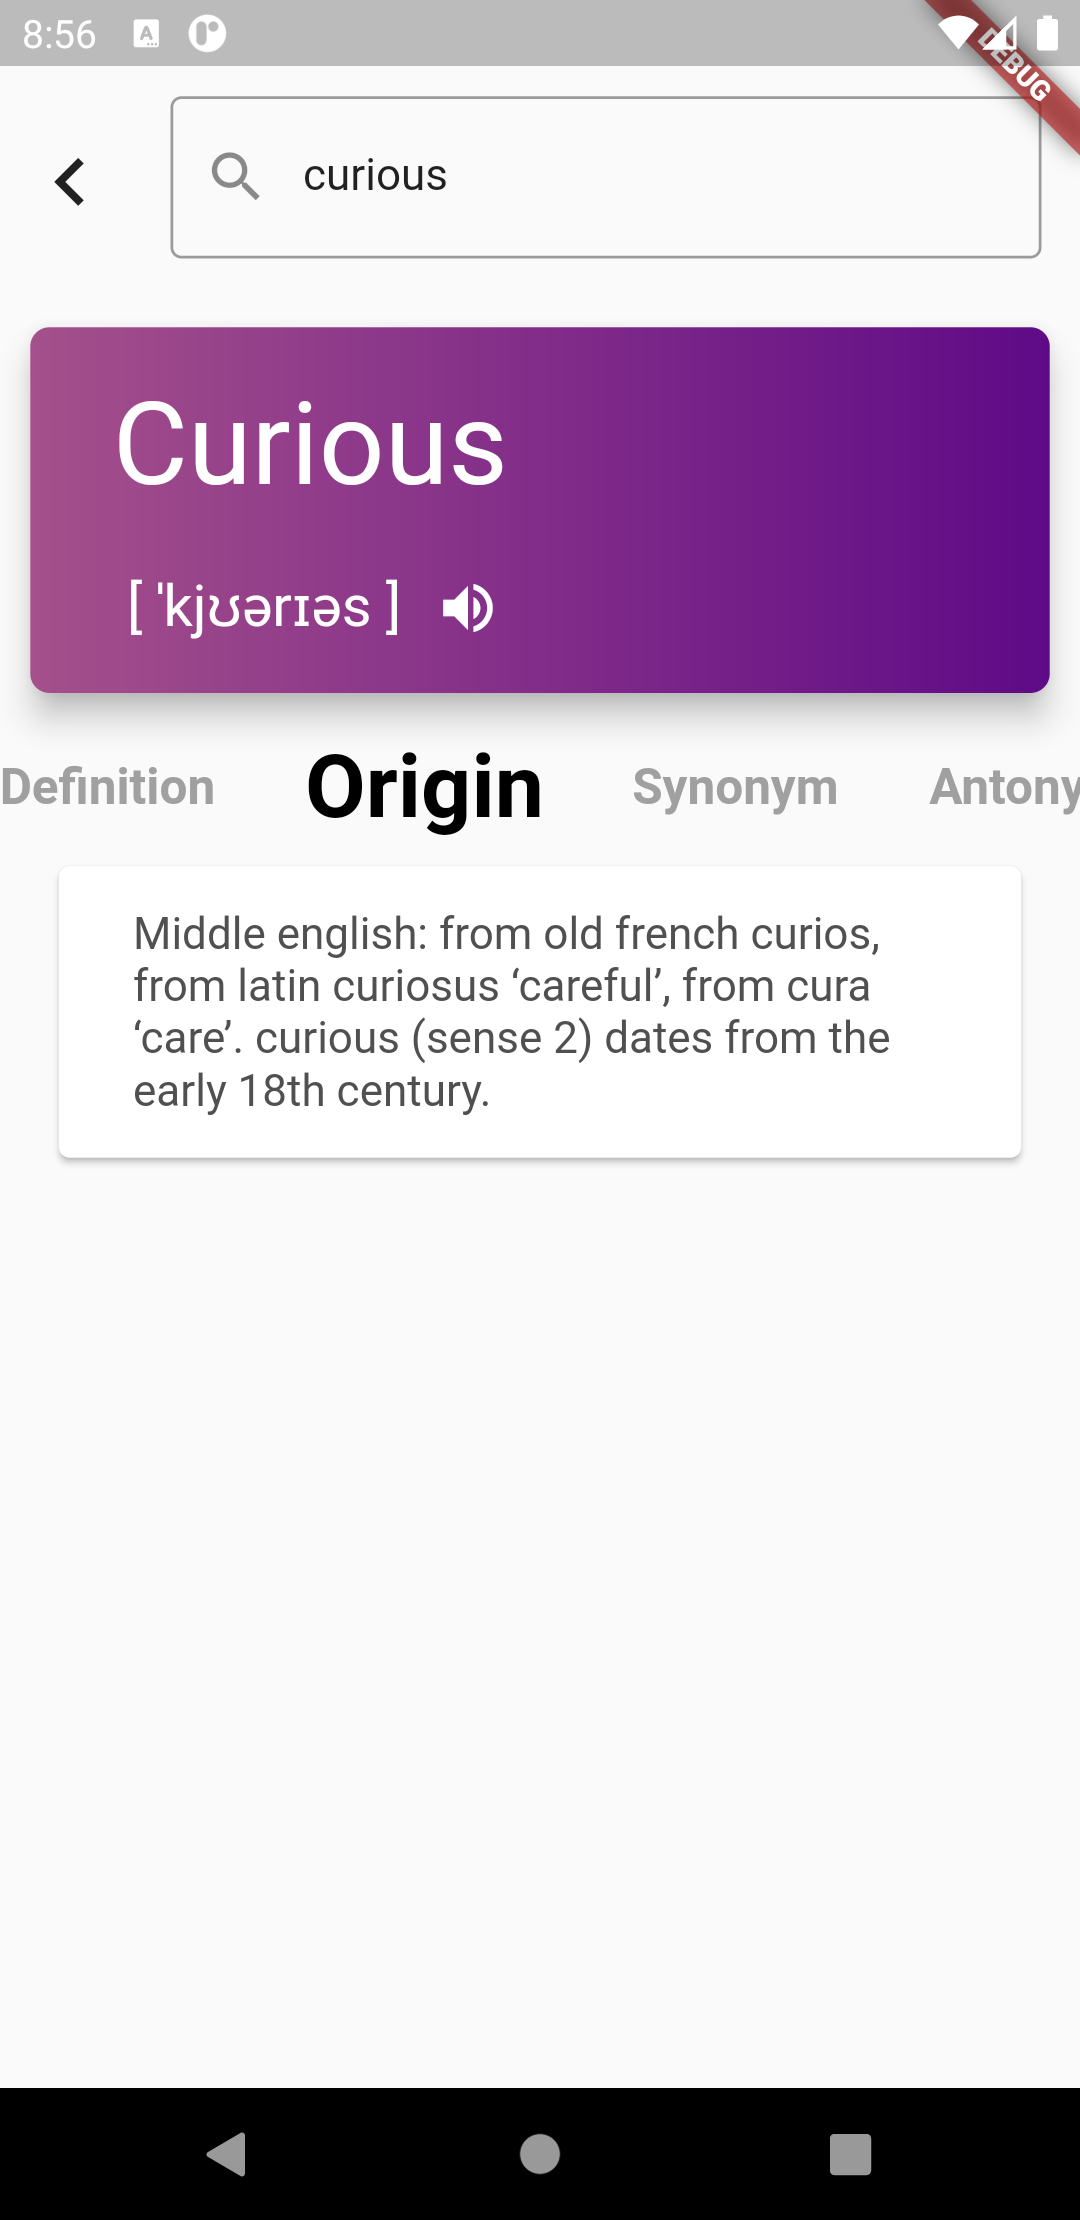 8:56
DEBUG
curious
Curious
[ ˈkjʊərɪəs ]
Definition Origin Synonym Antony
Middle english: from old french curios,
from latin curiosus ‘careful’, from cura
‘care’. curious (sense 2) dates from the
early 18th century.